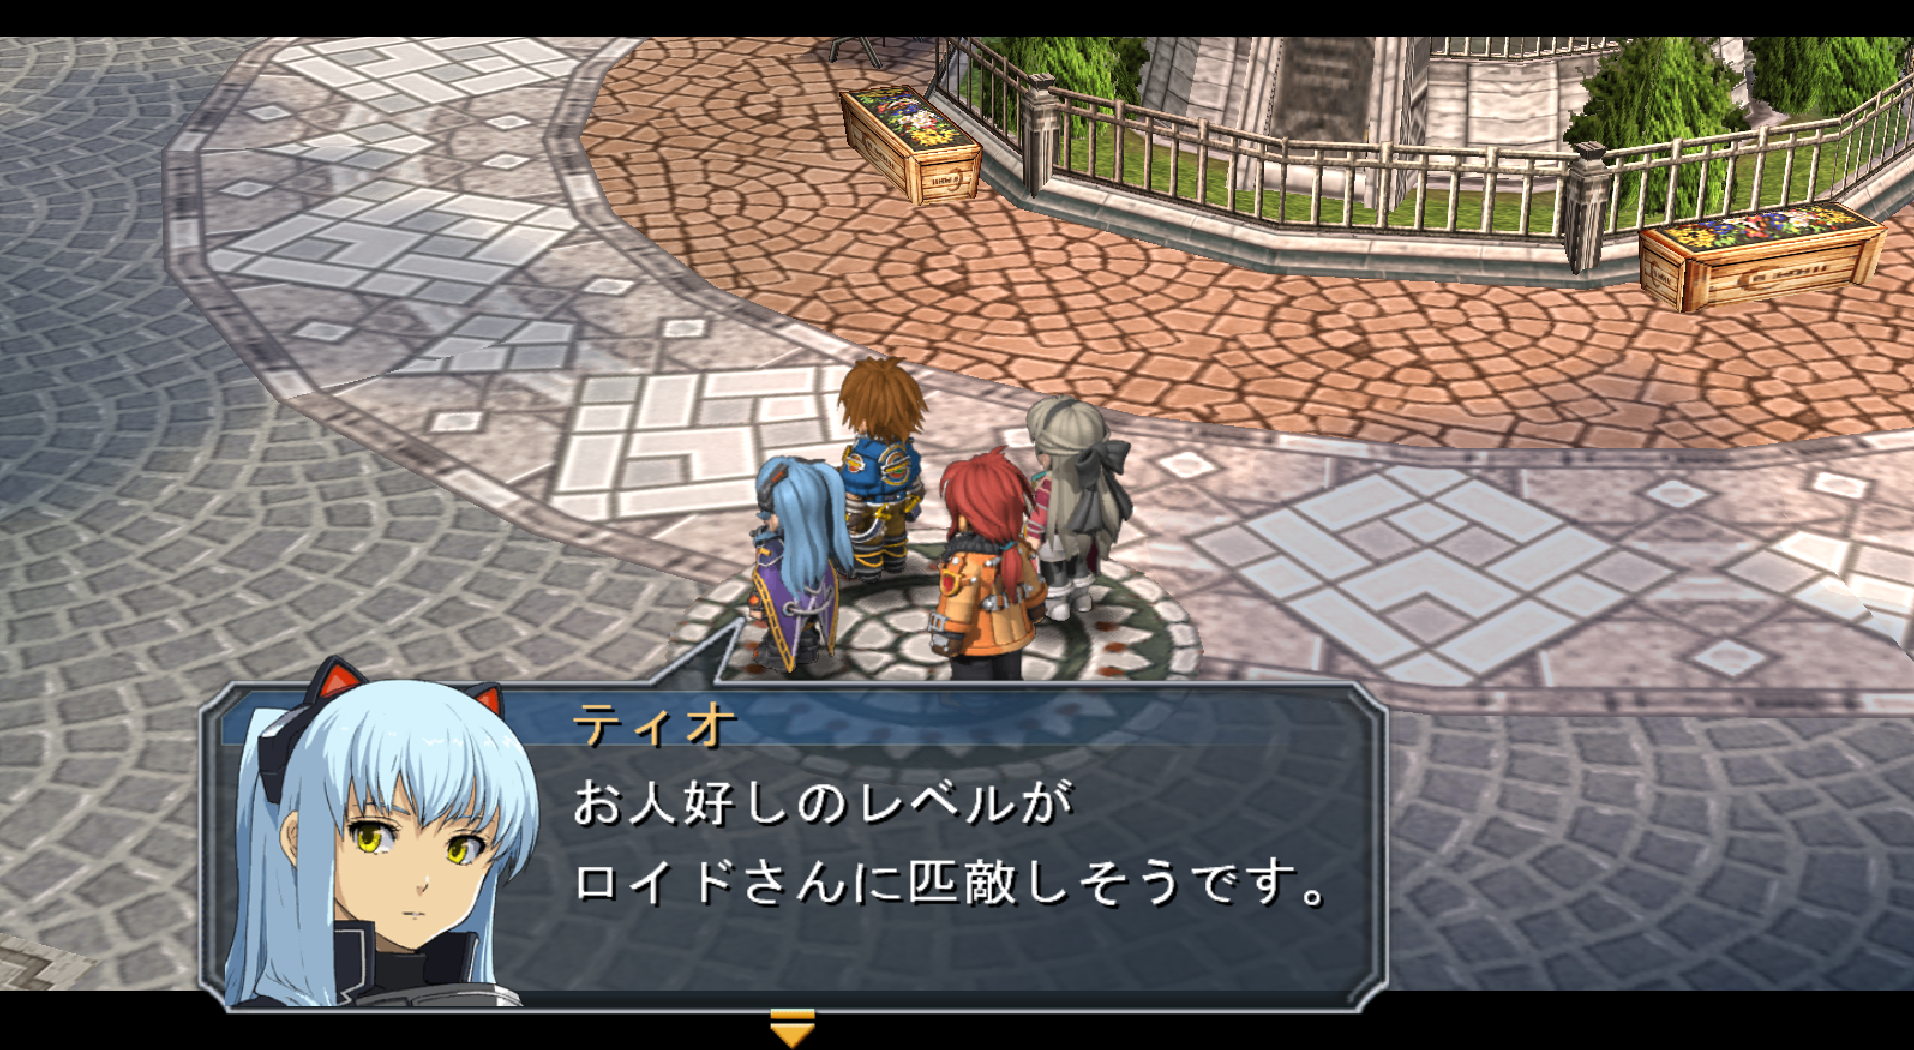 ティオ
お人好しのレベルが
ロイドさんに匹敵しそうです。